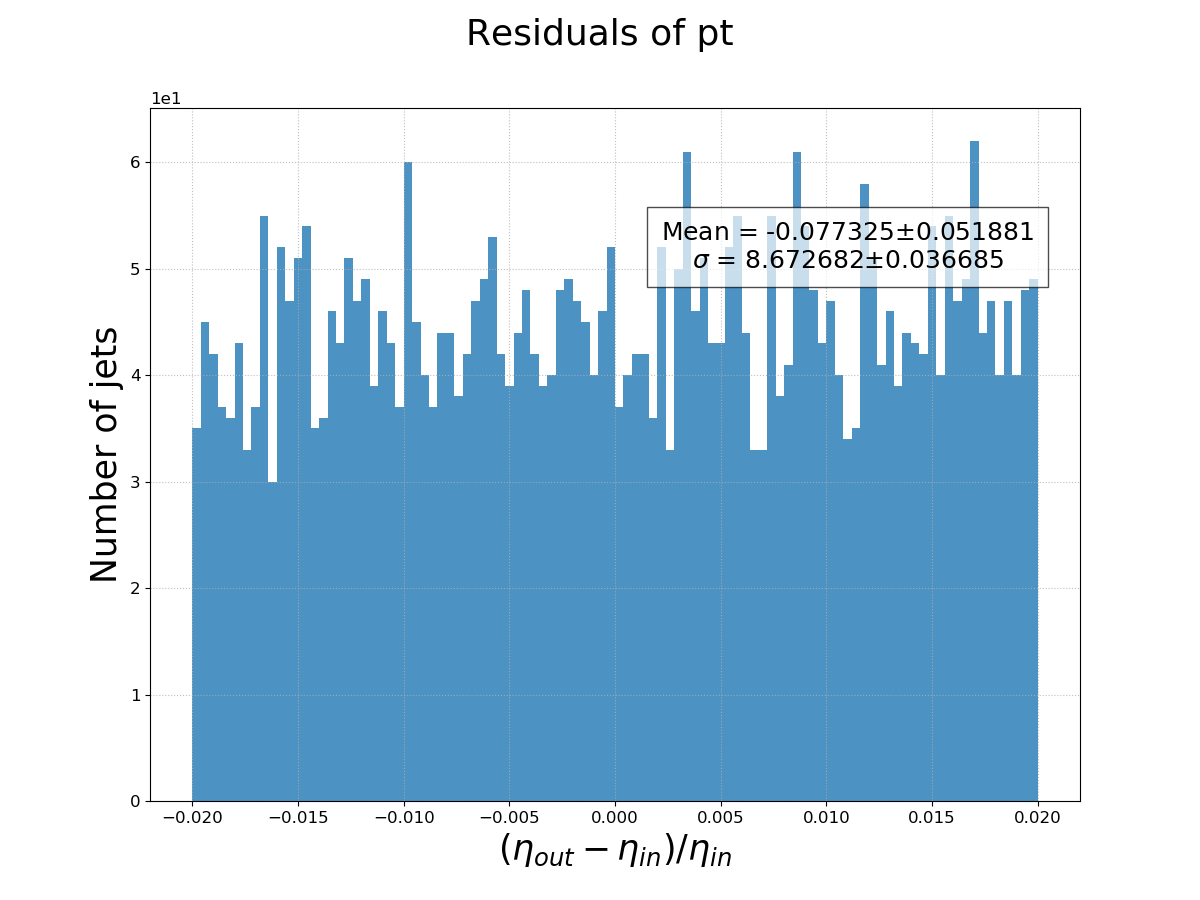 Residuals of pt
1e1
6
5
4
3
2
1
0
Number of jets
Mean = -0.077325±0.051881
σ = 8.672682±0.036685
−0.020 −0.015 −0.010 −0.005 0.000 0.005 0.010 0.015 0.020
(η_out − η_in)/η_in